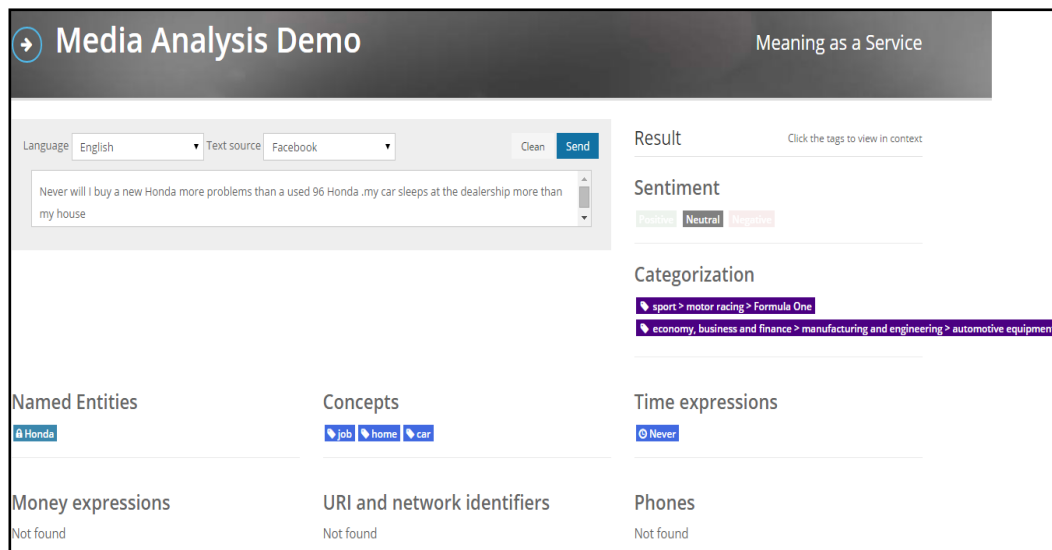 Media Analysis Demo
Meaning as a Service
Language English Text source Facebook Clean Send
Never will I buy a new Honda more problems than a used 96 Honda .my car sleeps at the dealership more than
my house
Result Click the tags to view in context
Sentiment
Positive Neutral Negative
Categorization
sport > motor racing > Formula One
economy, business and finance > manufacturing and engineering > automotive equipment
Named Entities
Honda
Concepts
job home car
Time expressions
Never
Money expressions
Not found
URI and network identifiers
Not found
Phones
Not found